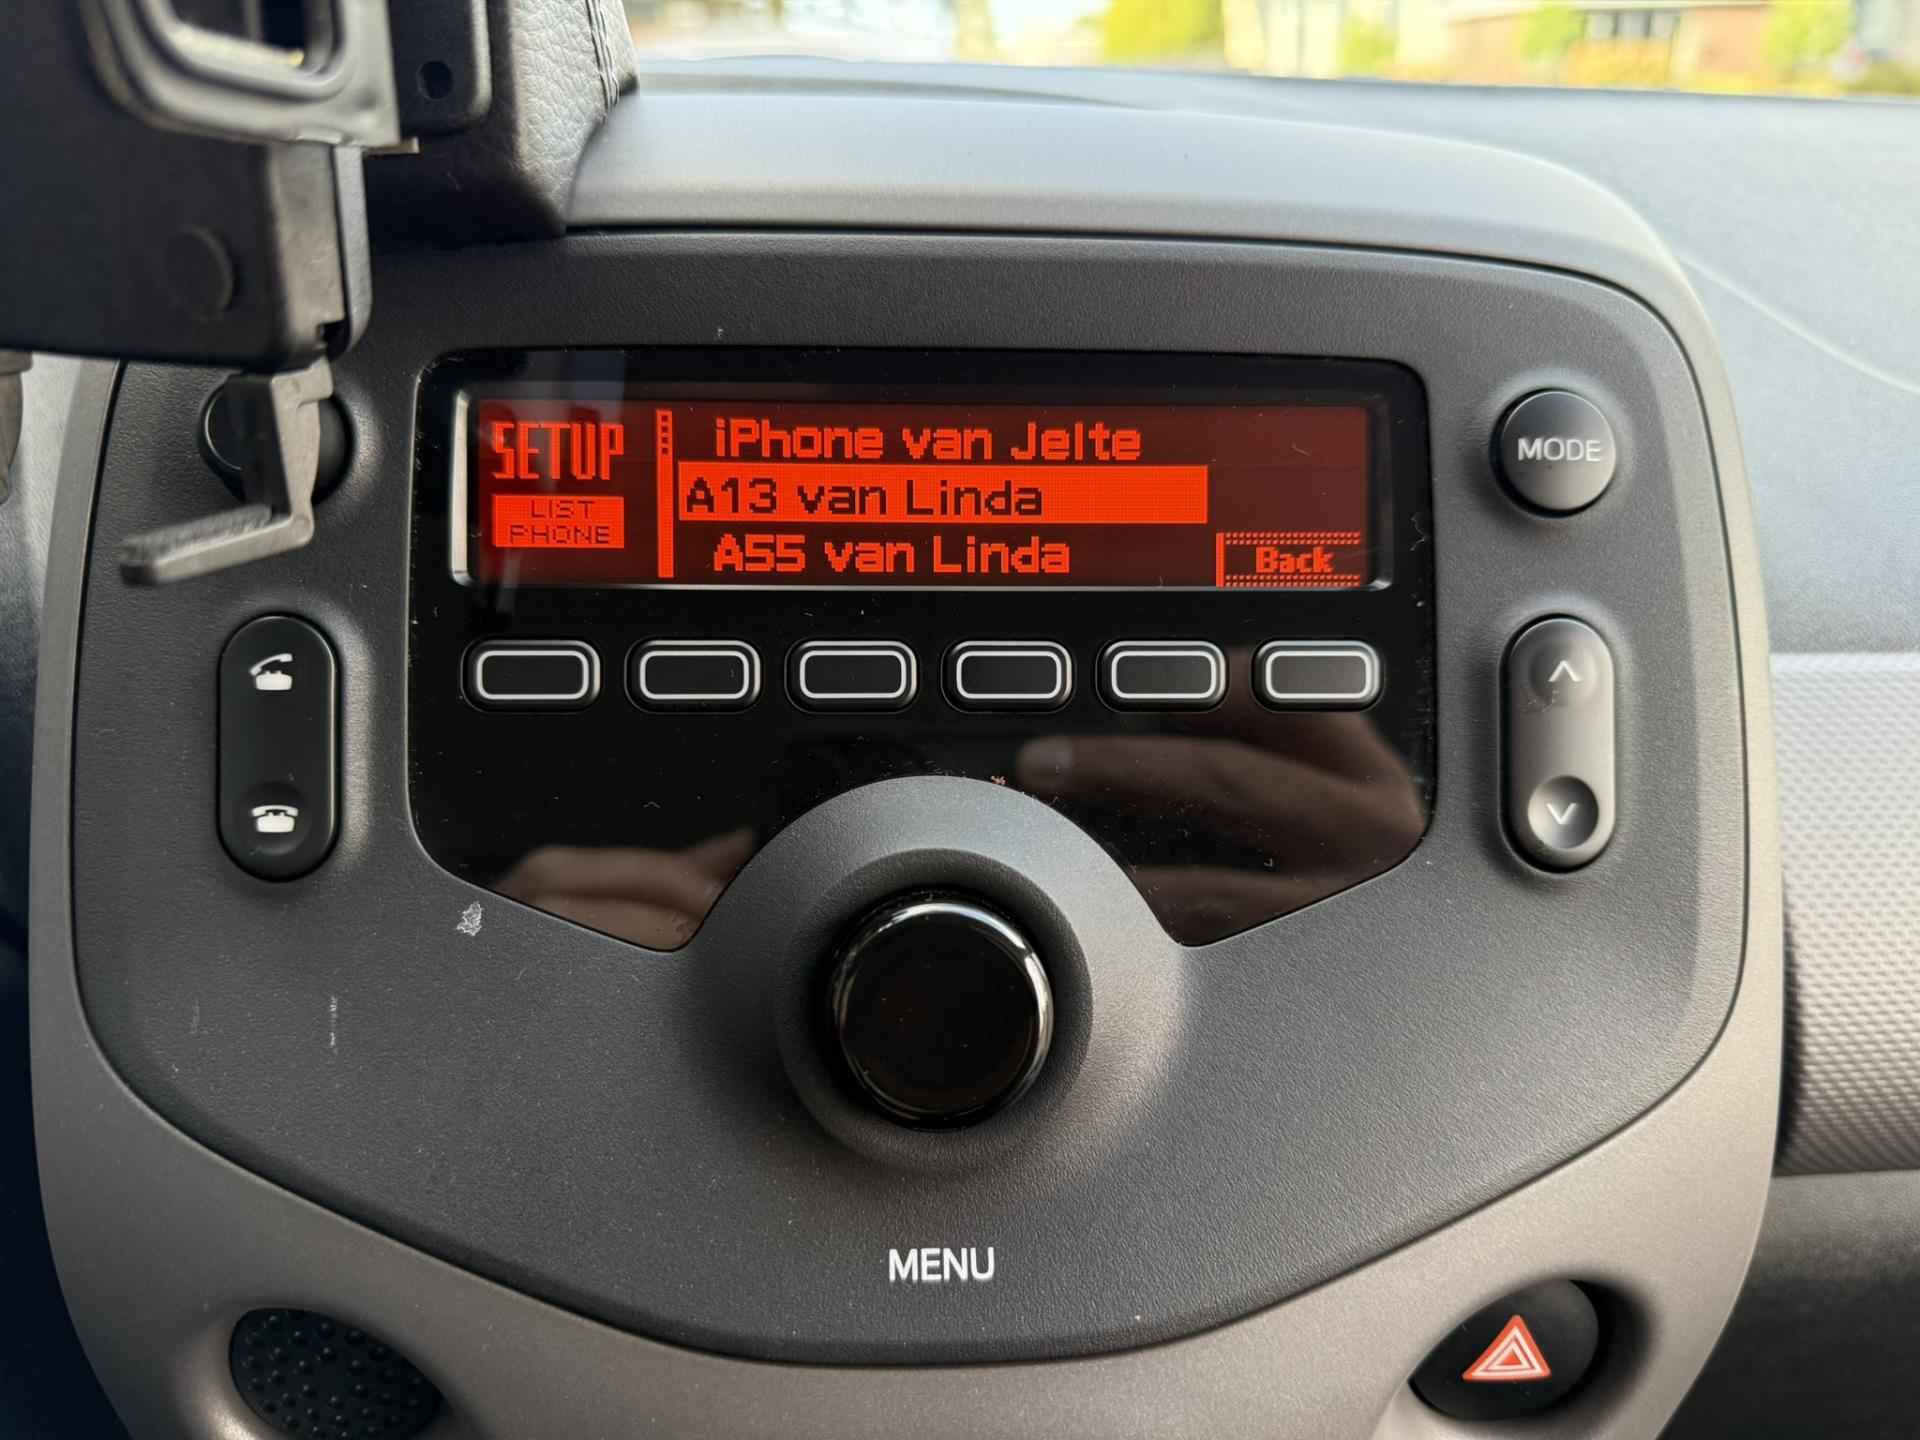 SETUP
LIST
PHONE
iPhone van Jelte
A13 van Linda
A55 van Linda
Back
MODE
MENU